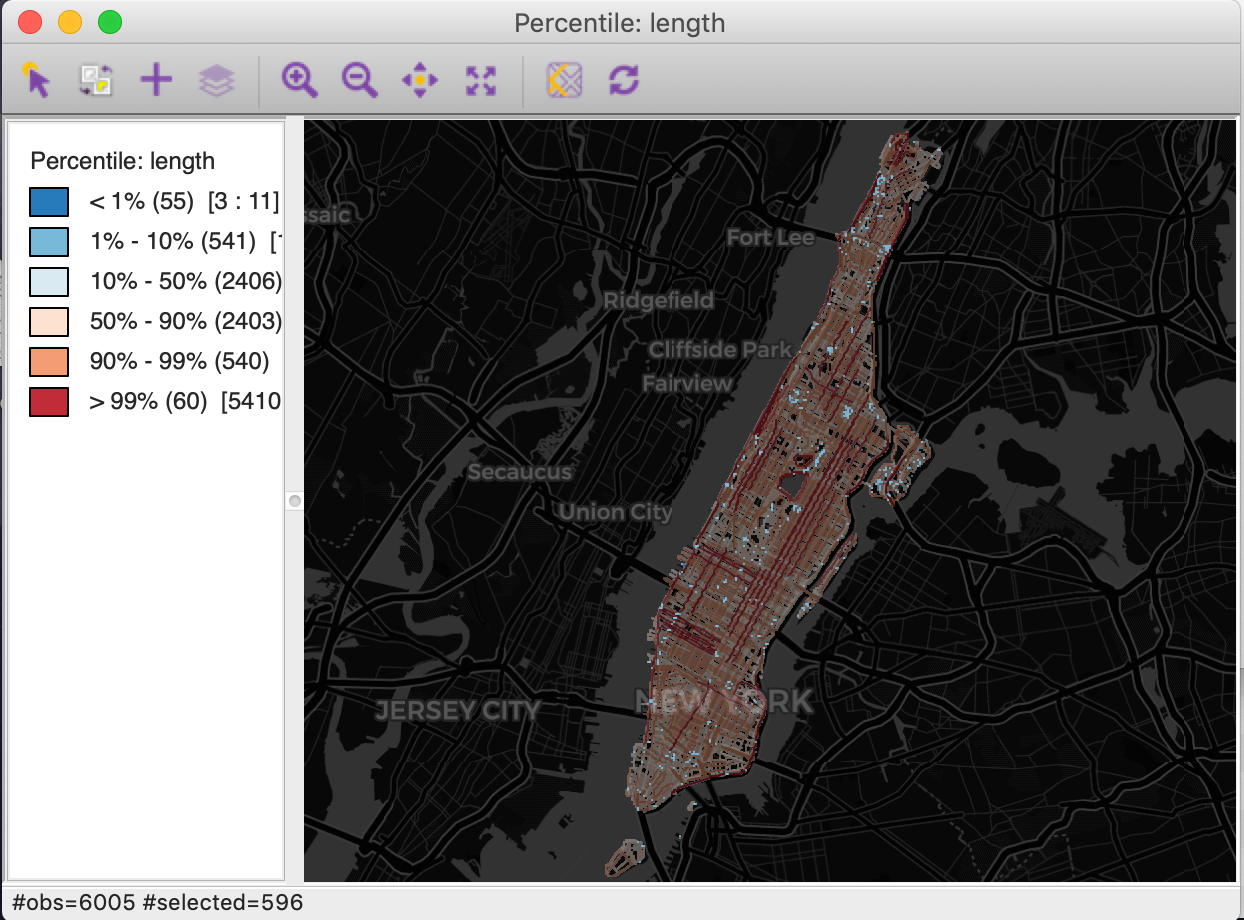 Percentile: length
Percentile: length
< 1% (55) [3 : 11]
1% - 10% (541) [
10% - 50% (2406)
50% - 90% (2403)
90% - 99% (540)
> 99% (60) [5410
ssaic
Fort Lee
Ridgefield
Cliffside Park
Fairview
Secaucus
Union City
NEW YORK
JERSEY CITY
#obs=6005 #selected=596